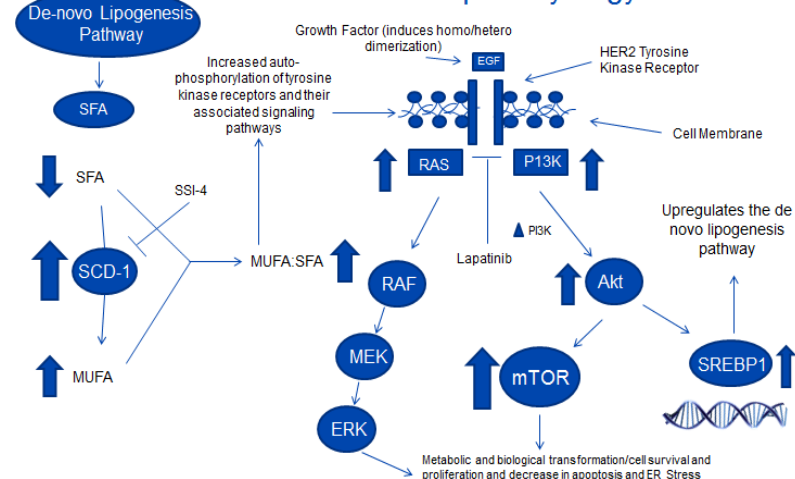 De-novo Lipogenesis
Pathway
Growth Factor (induces homo/hetero
dimerization)
EGF
HER2 Tyrosine
Kinase Receptor
Increased auto-
phosphorylation of tyrosine
kinase receptors and their
associated signaling
pathways
SFA
Cell Membrane
RAS
P13K
SFA
SSI-4
PI3K
Upregulates the de
novo lipogenesis
pathway
SCD-1
MUFA:SFA
Lapatinib
RAF
Akt
MUFA
MEK
mTOR
SREBP1
ERK
Metabolic and biological transformation/cell survival and
proliferation and decrease in apoptosis and ER Stress